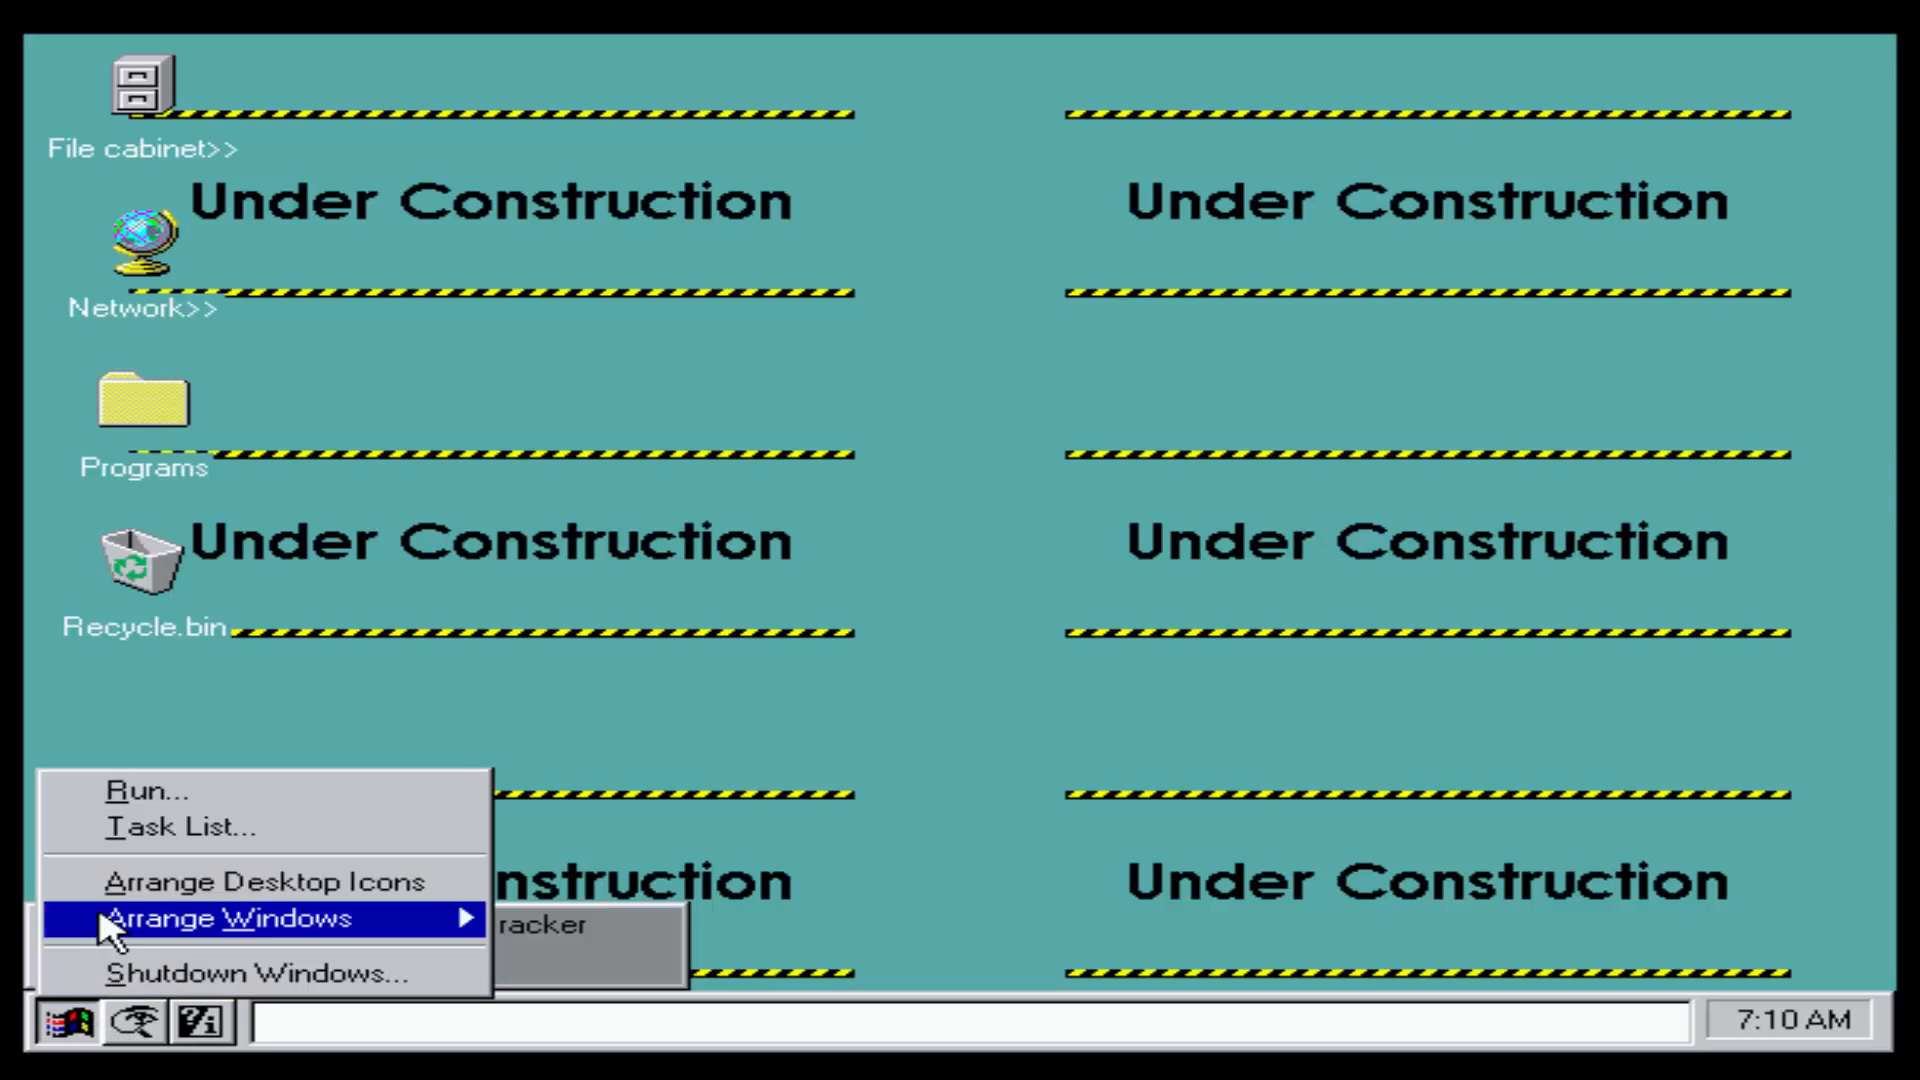 File cabinet>>
Under Construction
Under Construction
Network>>
Programs
Under Construction
Under Construction
Recycle.bin
Run...
Task List...
Arrange Desktop Icons
nstruction
Under Construction
Arrange Windows
racker
Shutdown Windows...
?/i
7:10 AM